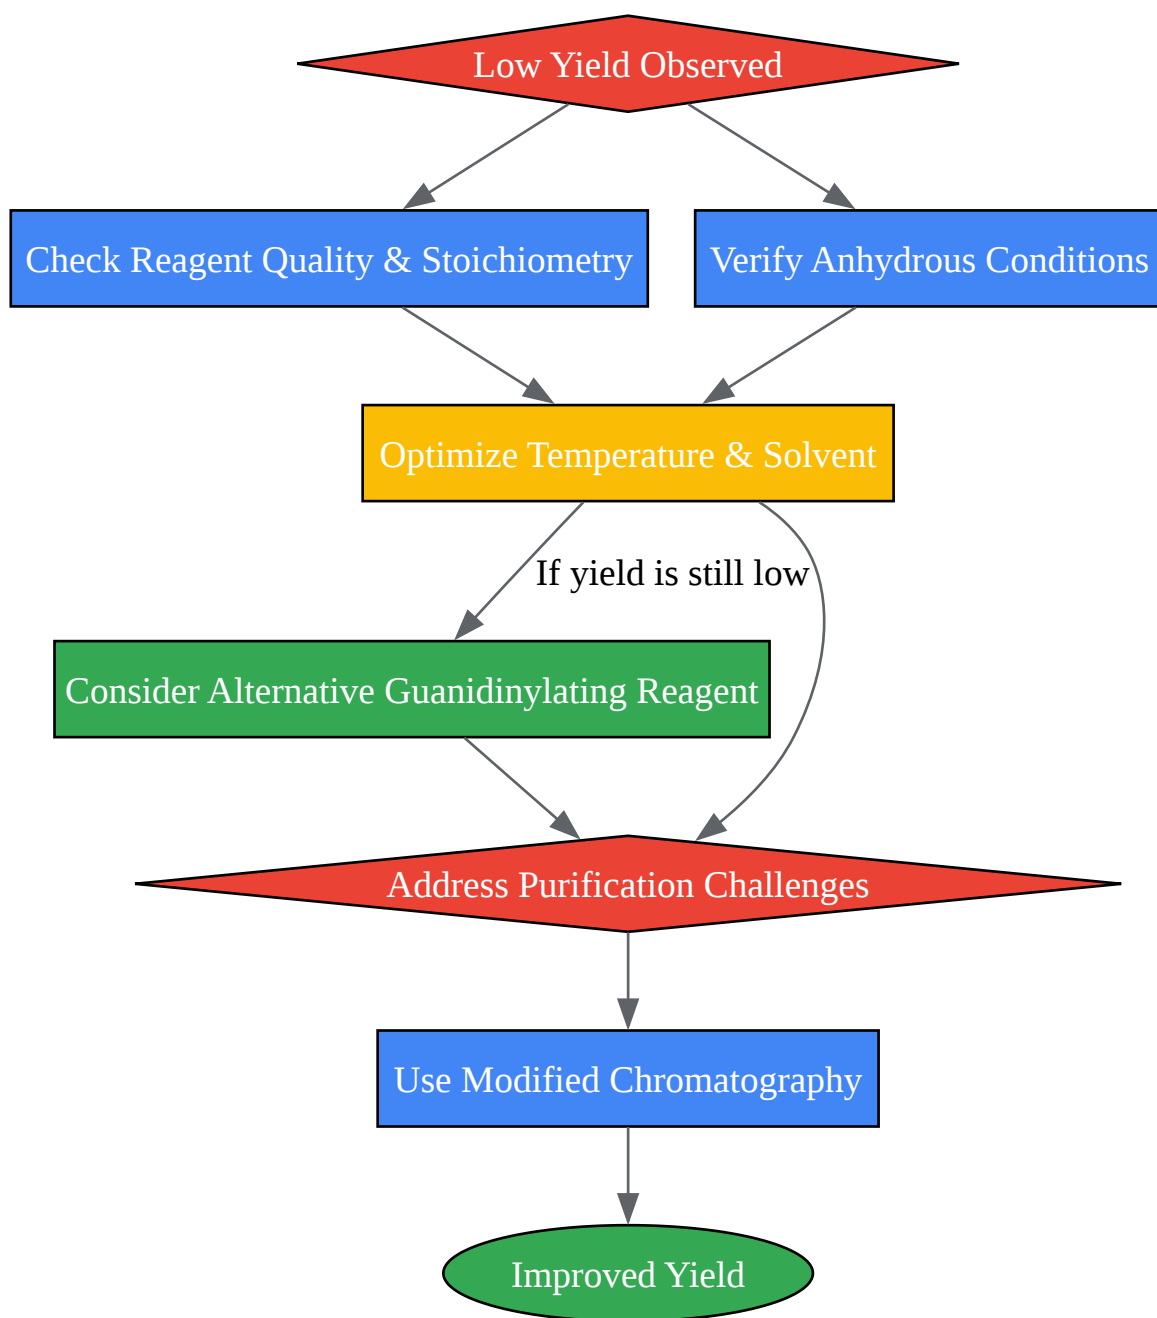 Low Yield Observed
Check Reagent Quality & Stoichiometry
Verify Anhydrous Conditions
Optimize Temperature & Solvent
If yield is still low
Consider Alternative Guanidinylating Reagent
Address Purification Challenges
Use Modified Chromatography
Improved Yield